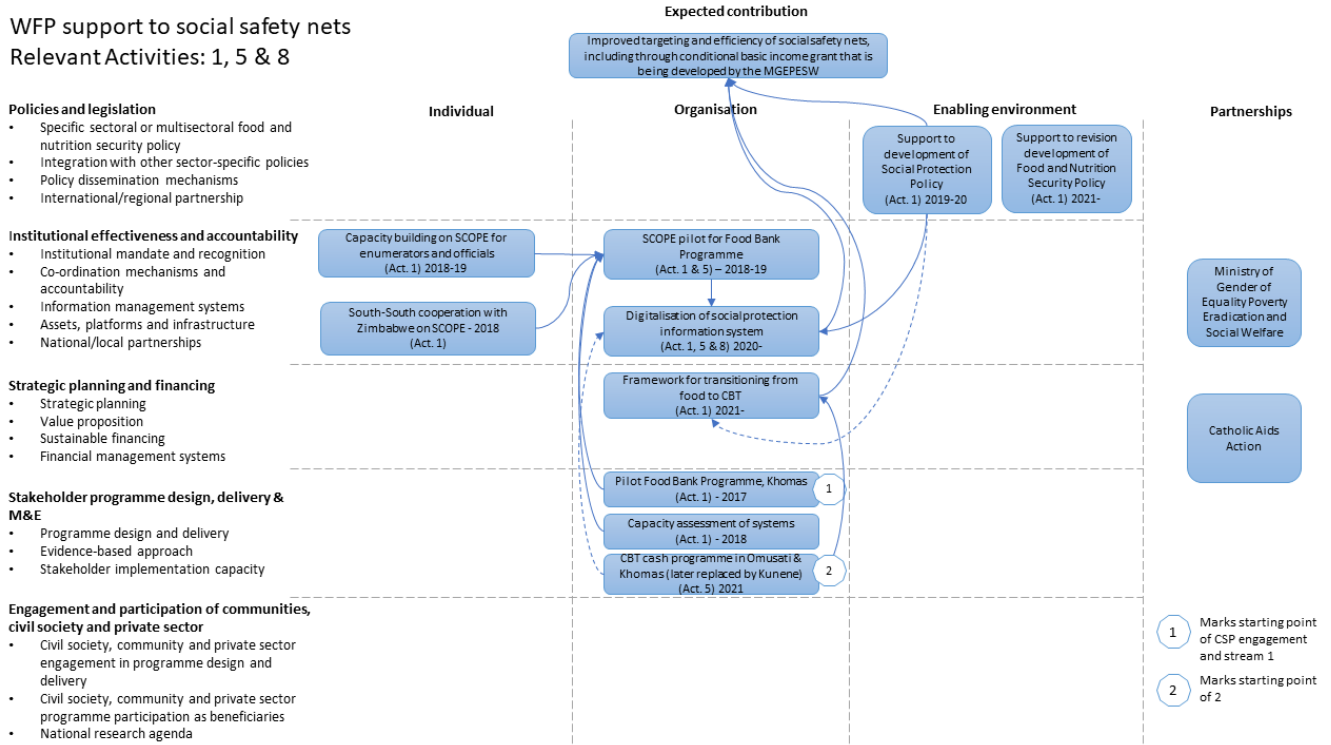 WFP support to social safety nets
Relevant Activities: 1, 5 & 8
Expected contribution
Improved targeting and efficiency of social safety nets,
including through conditional basic income grant that is
being developed by the MGEPESW
Individual
Organisation
Enabling environment
Partnerships
Policies and legislation
• Specific sectoral or multisectoral food and
nutrition security policy
• Integration with other sector-specific policies
• Policy dissemination mechanisms
• International/regional partnership
Support to
development of
Social Protection
Policy
(Act. 1) 2019-20
Support to revision
development of
Food and Nutrition
Security Policy
(Act. 1) 2021-
Institutional effectiveness and accountability
• Institutional mandate and recognition
• Co-ordination mechanisms and
accountability
• Information management systems
• Assets, platforms and infrastructure
• National/local partnerships
Capacity building on SCOPE for
enumerators and officials
(Act. 1) 2018-19
South-South cooperation with
Zimbabwe on SCOPE - 2018
(Act. 1)
SCOPE pilot for Food Bank
Programme
(Act. 1 & 5) – 2018-19
Digitalisation of social protection
information system
(Act. 1, 5 & 8) 2020-
Ministry of
Gender of
Equality Poverty
Eradication and
Social Welfare
Strategic planning and financing
• Strategic planning
• Value proposition
• Sustainable financing
• Financial management systems
Framework for transitioning from
food to CBT
(Act. 1) 2021-
Catholic Aids
Action
Stakeholder programme design, delivery &
M&E
• Programme design and delivery
• Evidence-based approach
• Stakeholder implementation capacity
Pilot Food Bank Programme, Khomas
(Act. 1) - 2017
1
Capacity assessment of systems
(Act. 1) - 2018
CBT cash programme in Omusati &
Khomas (later replaced by Kunene)
(Act. 5) 2021
2
Engagement and participation of communities,
civil society and private sector
• Civil society, community and private sector
engagement in programme design and
delivery
• Civil society, community and private sector
programme participation as beneficiaries
• National research agenda
1
Marks starting point
of CSP engagement
and stream 1
2
Marks starting point
of 2